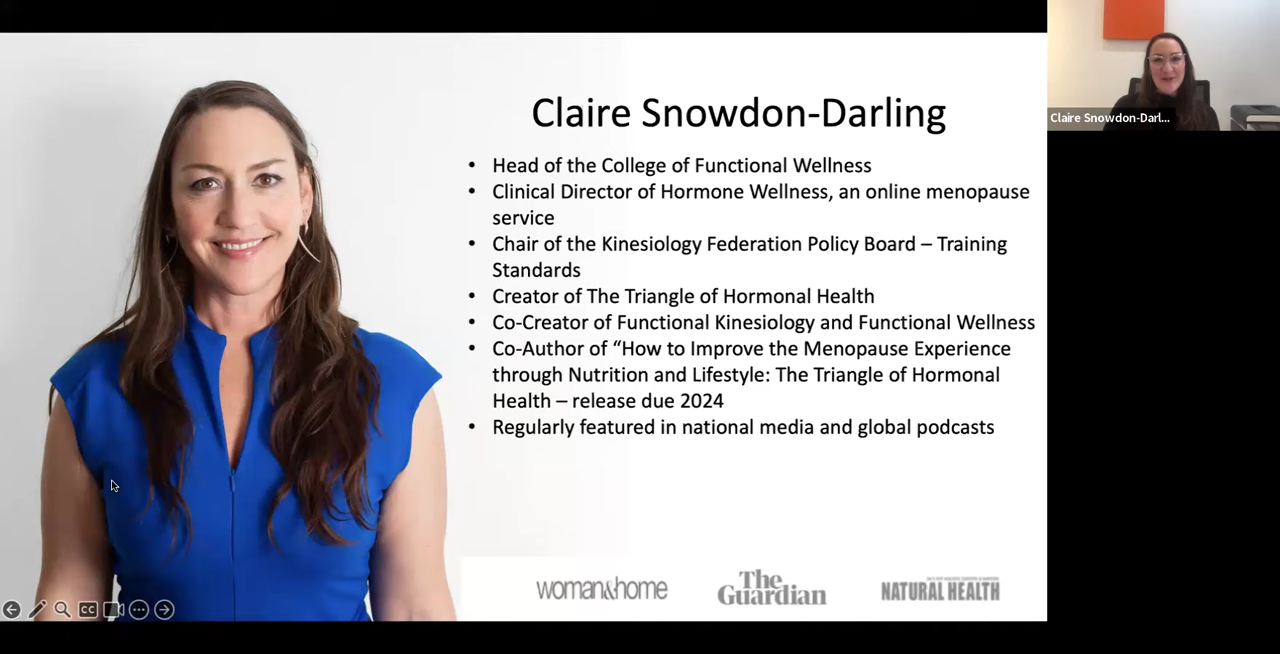 Claire Snowdon-Darling
• Head of the College of Functional Wellness
• Clinical Director of Hormone Wellness, an online menopause
service
• Chair of the Kinesiology Federation Policy Board – Training
Standards
• Creator of The Triangle of Hormonal Health
• Co-Creator of Functional Kinesiology and Functional Wellness
• Co-Author of “How to Improve the Menopause Experience
through Nutrition and Lifestyle: The Triangle of Hormonal
Health – release due 2024
• Regularly featured in national media and global podcasts
woman&home
The
Guardian
NATURAL HEALTH
CC
Claire Snowdon-Darl...